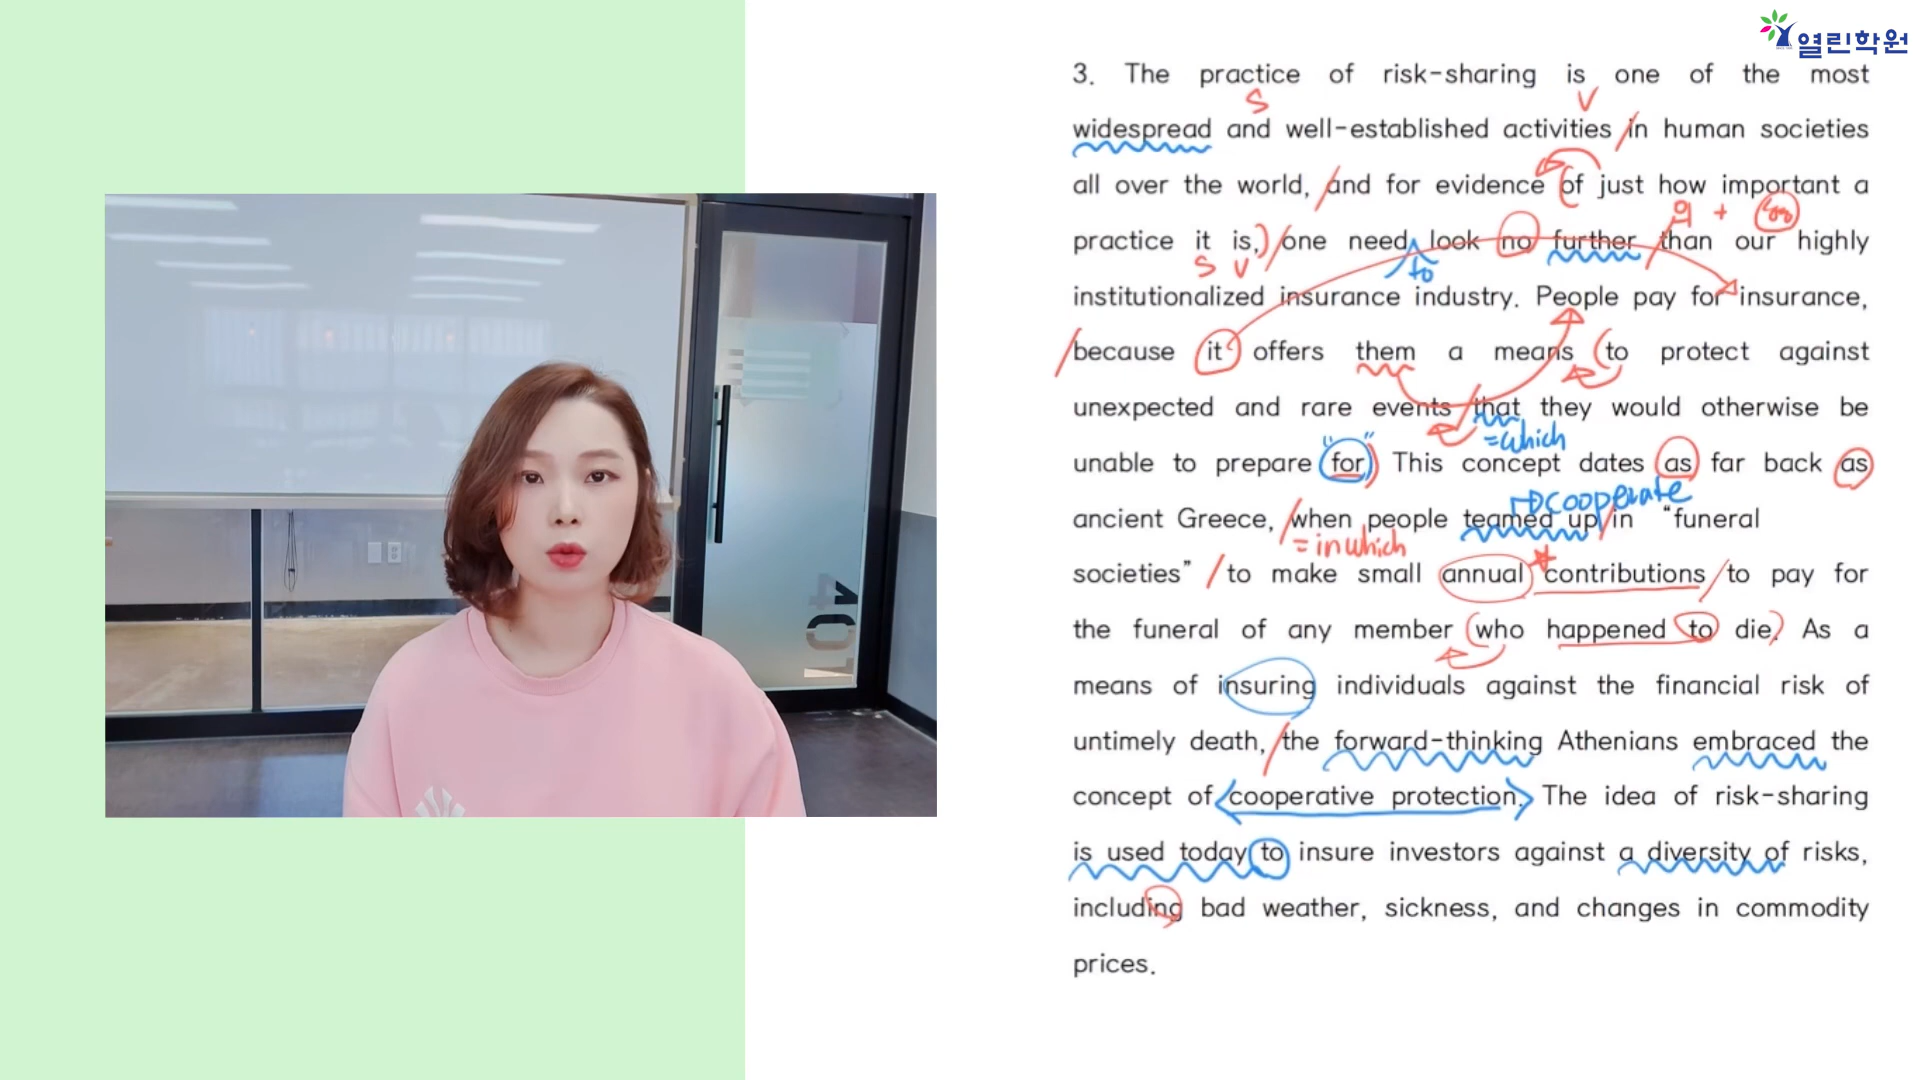 열린학원
3. The practice of risk-sharing is one of the most
S V
widespread and well-established activities in human societies
all over the world, and for evidence of just how important a
practice it is, one need look no further than our highly
S V to
institutionalized insurance industry. People pay for insurance,
because it offers them a means to protect against
unexpected and rare events that they would otherwise be
=which
unable to prepare "for" This concept dates as far back as
cooperate
ancient Greece, when people teamed up in “funeral
= in which
societies” to make small annual contributions to pay for
the funeral of any member who happened to die. As a
means of insuring individuals against the financial risk of
untimely death, the forward-thinking Athenians embraced the
concept of cooperative protection. The idea of risk-sharing
is used today to insure investors against a diversity of risks,
including bad weather, sickness, and changes in commodity
prices.